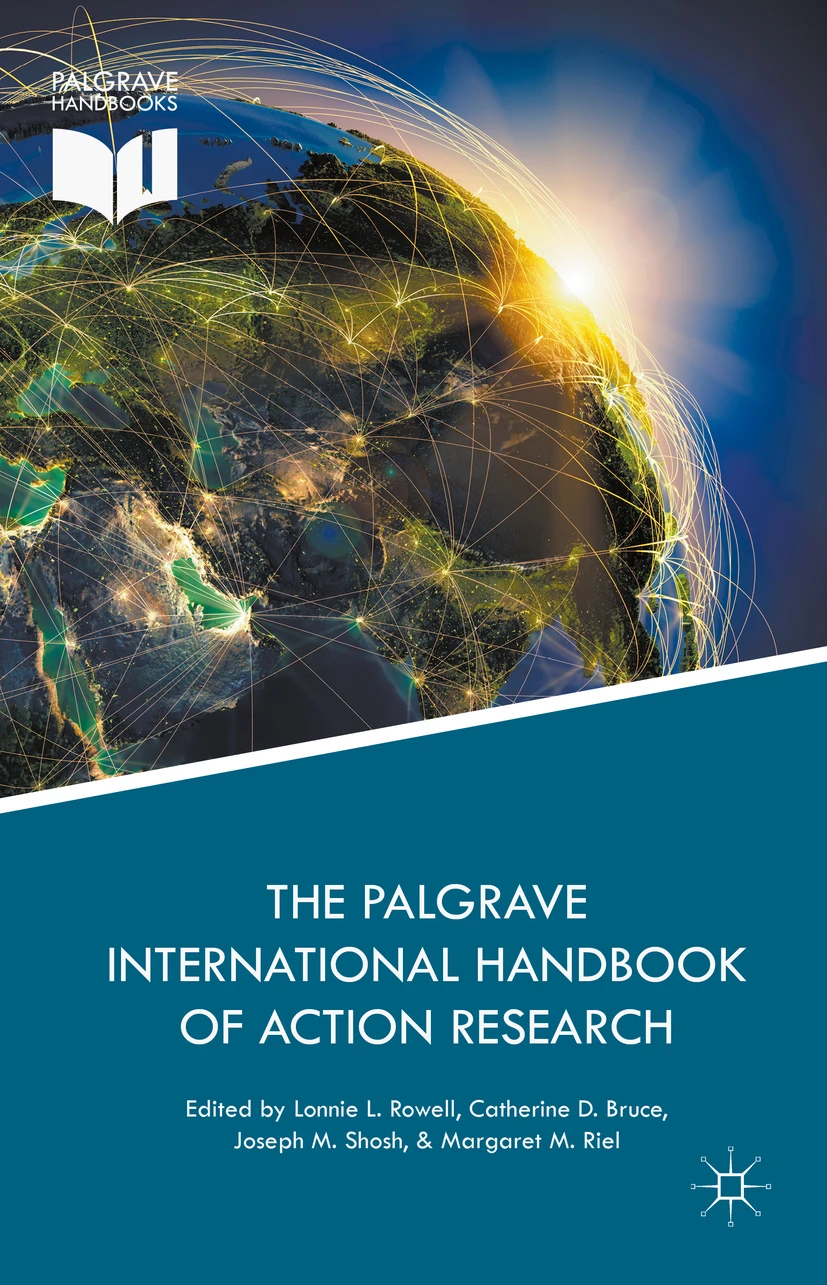 PALGRAVE
HANDBOOKS
THE PALGRAVE
INTERNATIONAL HANDBOOK
OF ACTION RESEARCH
Edited by Lonnie L. Rowell, Catherine D. Bruce,
Joseph M. Shosh, & Margaret M. Riel